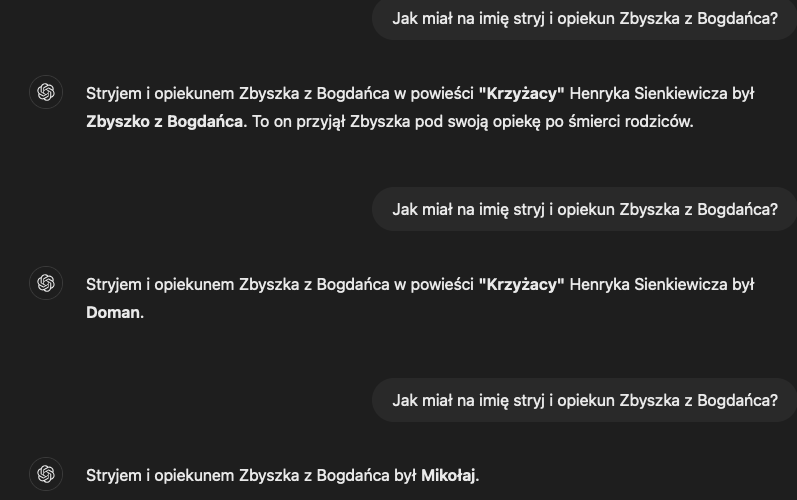 Jak miał na imię stryj i opiekun Zbyszka z Bogdańca?
Stryjem i opiekunem Zbyszka z Bogdańca w powieści "Krzyżacy" Henryka Sienkiewicza był
Zbyszko z Bogdańca. To on przyjął Zbyszka pod swoją opiekę po śmierci rodziców.
Jak miał na imię stryj i opiekun Zbyszka z Bogdańca?
Stryjem i opiekunem Zbyszka z Bogdańca w powieści "Krzyżacy" Henryka Sienkiewicza był
Doman.
Jak miał na imię stryj i opiekun Zbyszka z Bogdańca?
Stryjem i opiekunem Zbyszka z Bogdańca był Mikołaj.